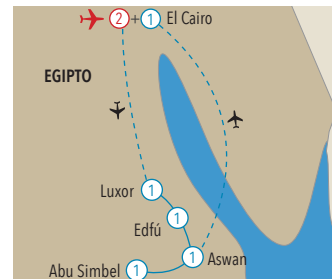 2 + 1 El Cairo
EGIPTO
Luxor 1
Edfú 1
1 Aswan
Abu Simbel 1